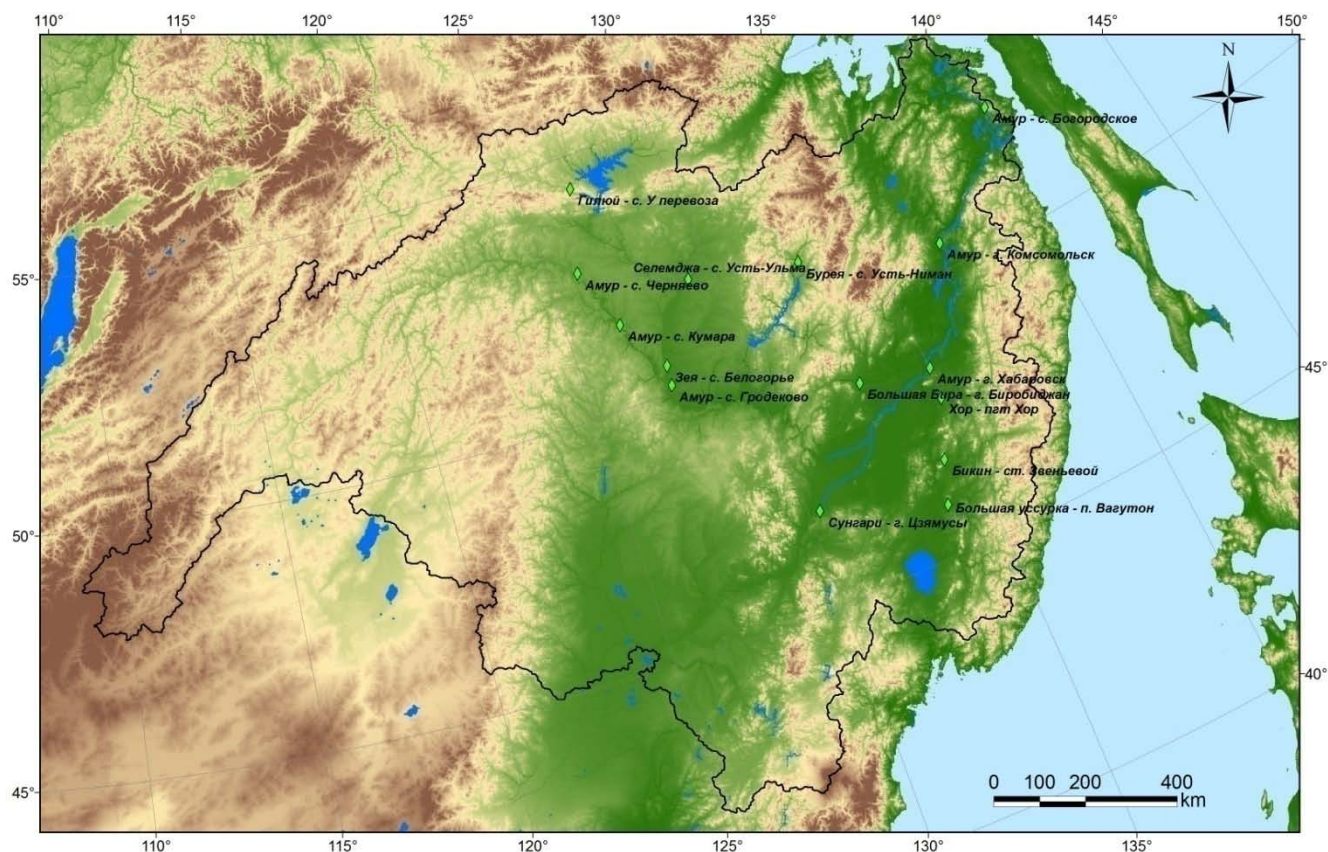 110°
115°
120°
125°
130°
135°
140°
145°
150°
N
Амур - с. Богородское
Гилюй - с. У перевоза
Амур - г. Комсомольск
Селемджа - с. Усть-Ульма
Бурея - с. Усть-Ниман
55°
Амур - с. Черняево
Амур - с. Кумара
45°
Зея - с. Белогорье
Амур - г. Хабаровск
Амур - с. Гродеково
Большая Бира - г. Биробиджан
Хор - пгт Хор
Бикин - ст. Звеньевой
Большая уссурка - п. Вагутон
Сунгари - г. Цзямусы
50°
40°
45°
0 100 200 400
km
110°
115°
120°
125°
130°
135°